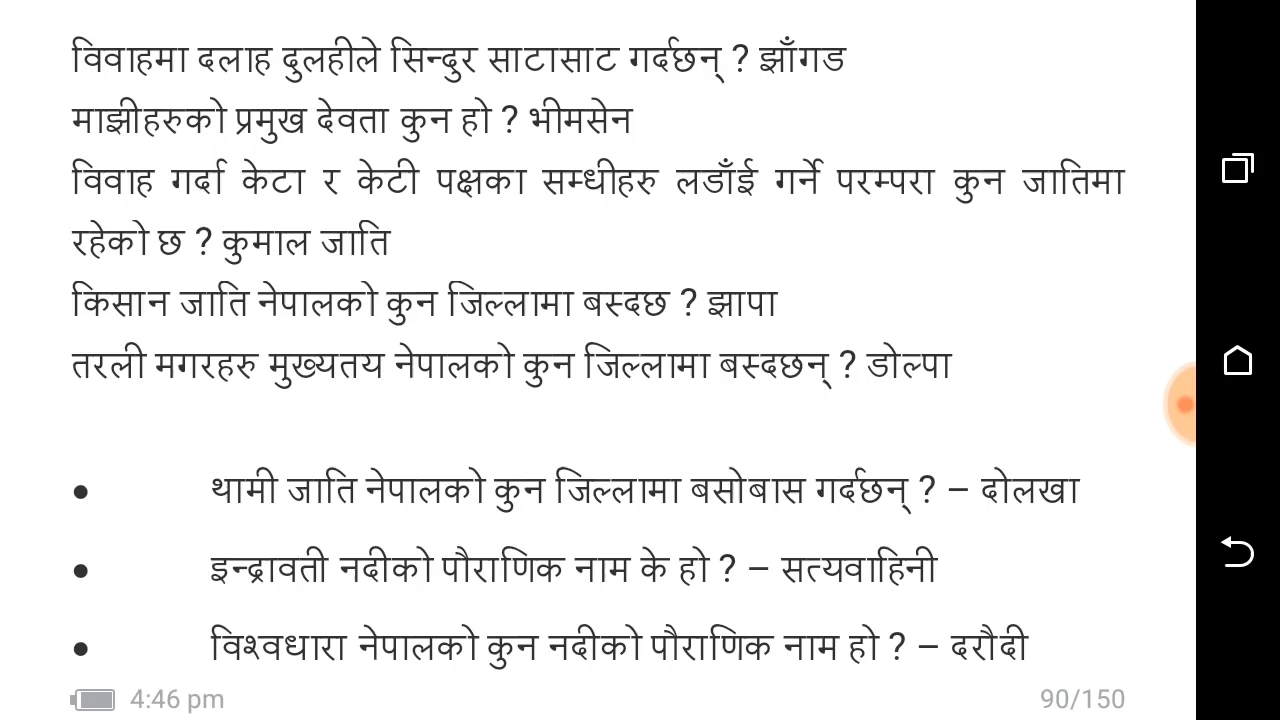 विवाहमा दलाह दुलहीले सिन्दुर साटासाट गर्दछन् ? झाँगड
माझीहरुको प्रमुख देवता कुन हो ? भीमसेन
विवाह गर्दा केटा र केटी पक्षका सम्धीहरु लडाँई गर्ने परम्परा कुन जातिमा
रहेको छ ? कुमाल जाति
किसान जाति नेपालको कुन जिल्लामा बस्दछ ? झापा
तरली मगरहरु मुख्यतय नेपालको कुन जिल्लामा बस्दछन् ? डोल्पा
• थामी जाति नेपालको कुन जिल्लामा बसोबास गर्दछन् ? – दोलखा
• इन्द्रावती नदीको पौराणिक नाम के हो ? – सत्यवाहिनी
• विश्वधारा नेपालको कुन नदीको पौराणिक नाम हो ? – दरौदी
4:46 pm 90/150